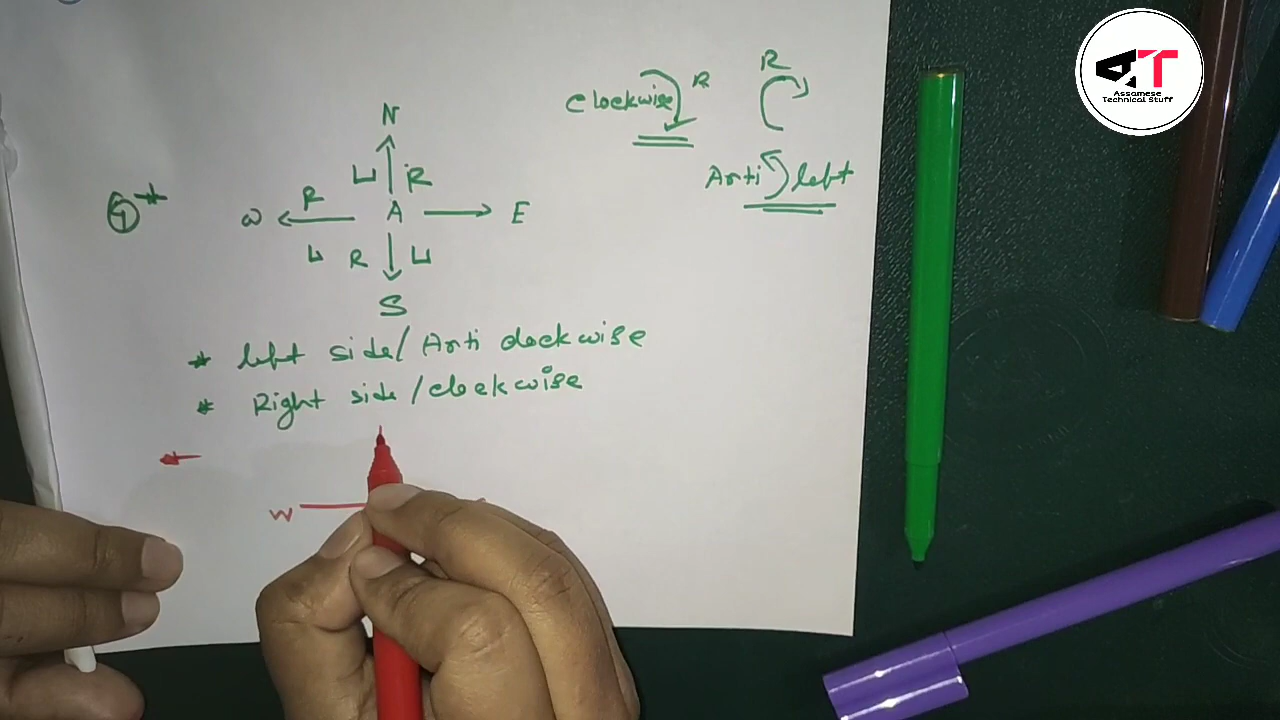 AT
Assamese
Technical Stuff
Clockwise R
R
Anti left
N
L R
R
W A E
L R L
S
* left side/Anti clockwise
* Right side/clockwise
W